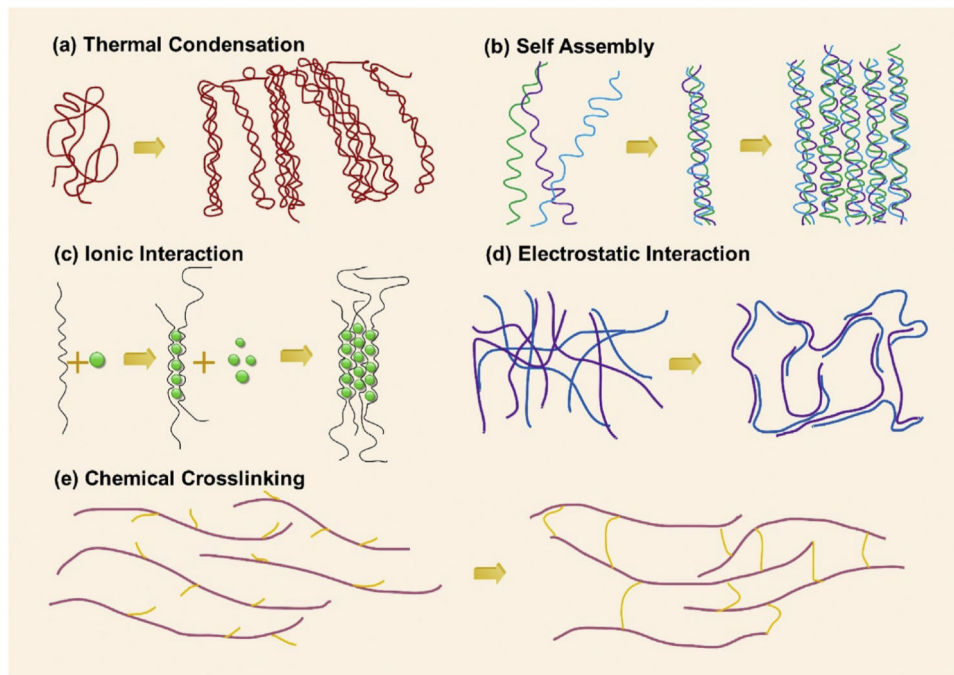 (a) Thermal Condensation
(b) Self Assembly
(c) Ionic Interaction
(d) Electrostatic Interaction
+
+
(e) Chemical Crosslinking